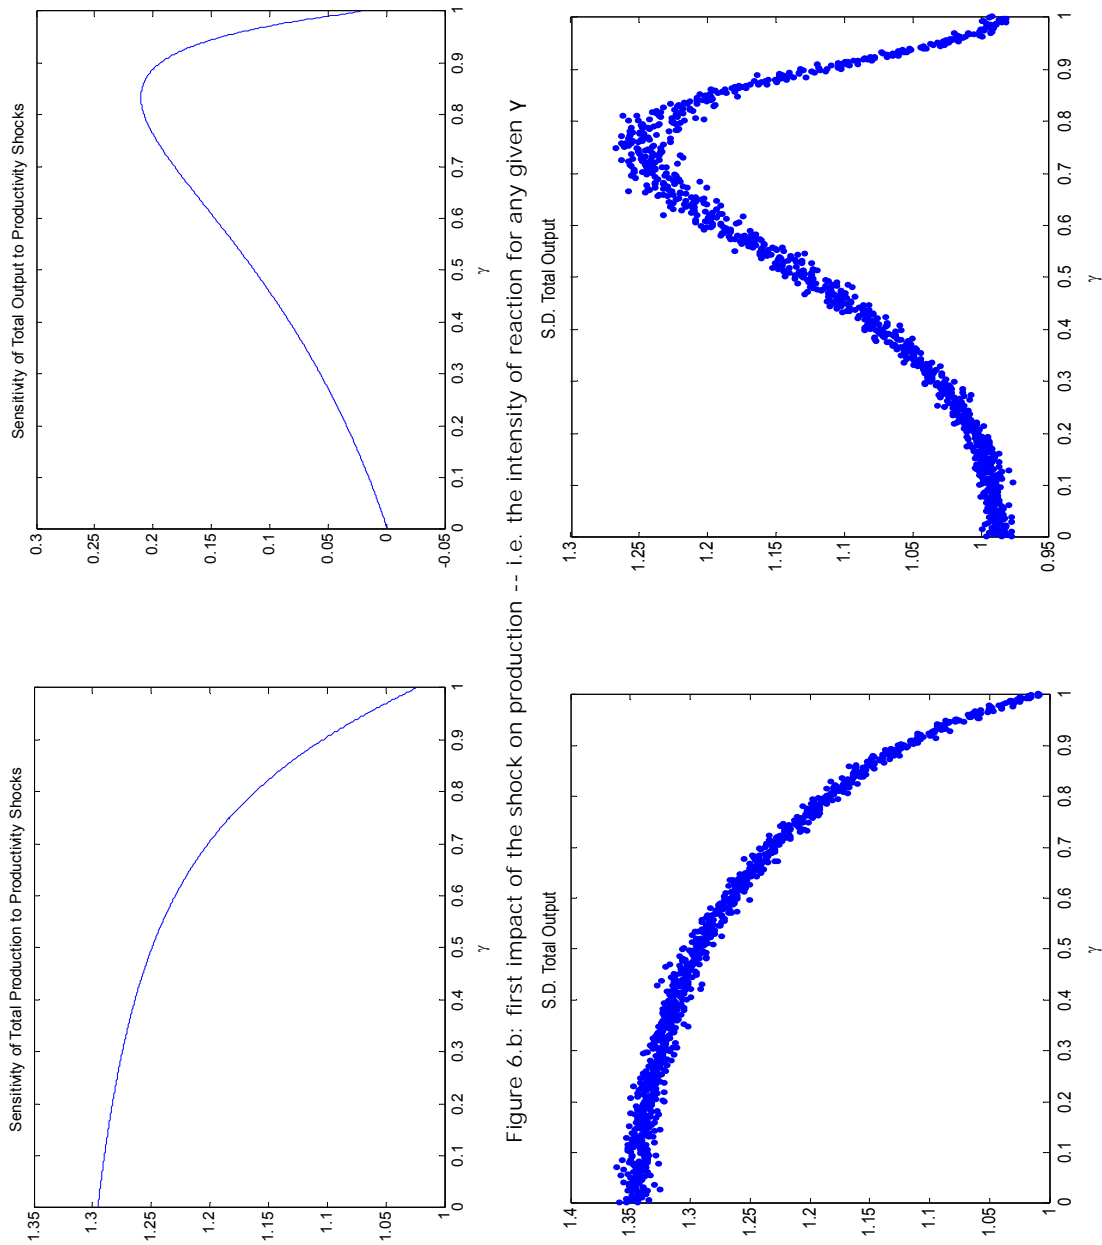 Sensitivity of Total Production to Productivity Shocks
1.35
1.3
1.25
1.2
1.15
1.1
1.05
1
0 0.1 0.2 0.3 0.4 0.5 0.6 0.7 0.8 0.9 1
γ
Sensitivity of Total Output to Productivity Shocks
0.3
0.25
0.2
0.15
0.1
0.05
0
-0.05
0 0.1 0.2 0.3 0.4 0.5 0.6 0.7 0.8 0.9 1
γ
Figure 6.b: first impact of the shock on production -- i.e. the intensity of reaction for any given γ
S.D. Total Output
1.4
1.35
1.3
1.25
1.2
1.15
1.1
1.05
1
0 0.1 0.2 0.3 0.4 0.5 0.6 0.7 0.8 0.9 1
γ
S.D. Total Output
1.3
1.25
1.2
1.15
1.1
1.05
1
0.95
0 0.1 0.2 0.3 0.4 0.5 0.6 0.7 0.8 0.9 1
γ